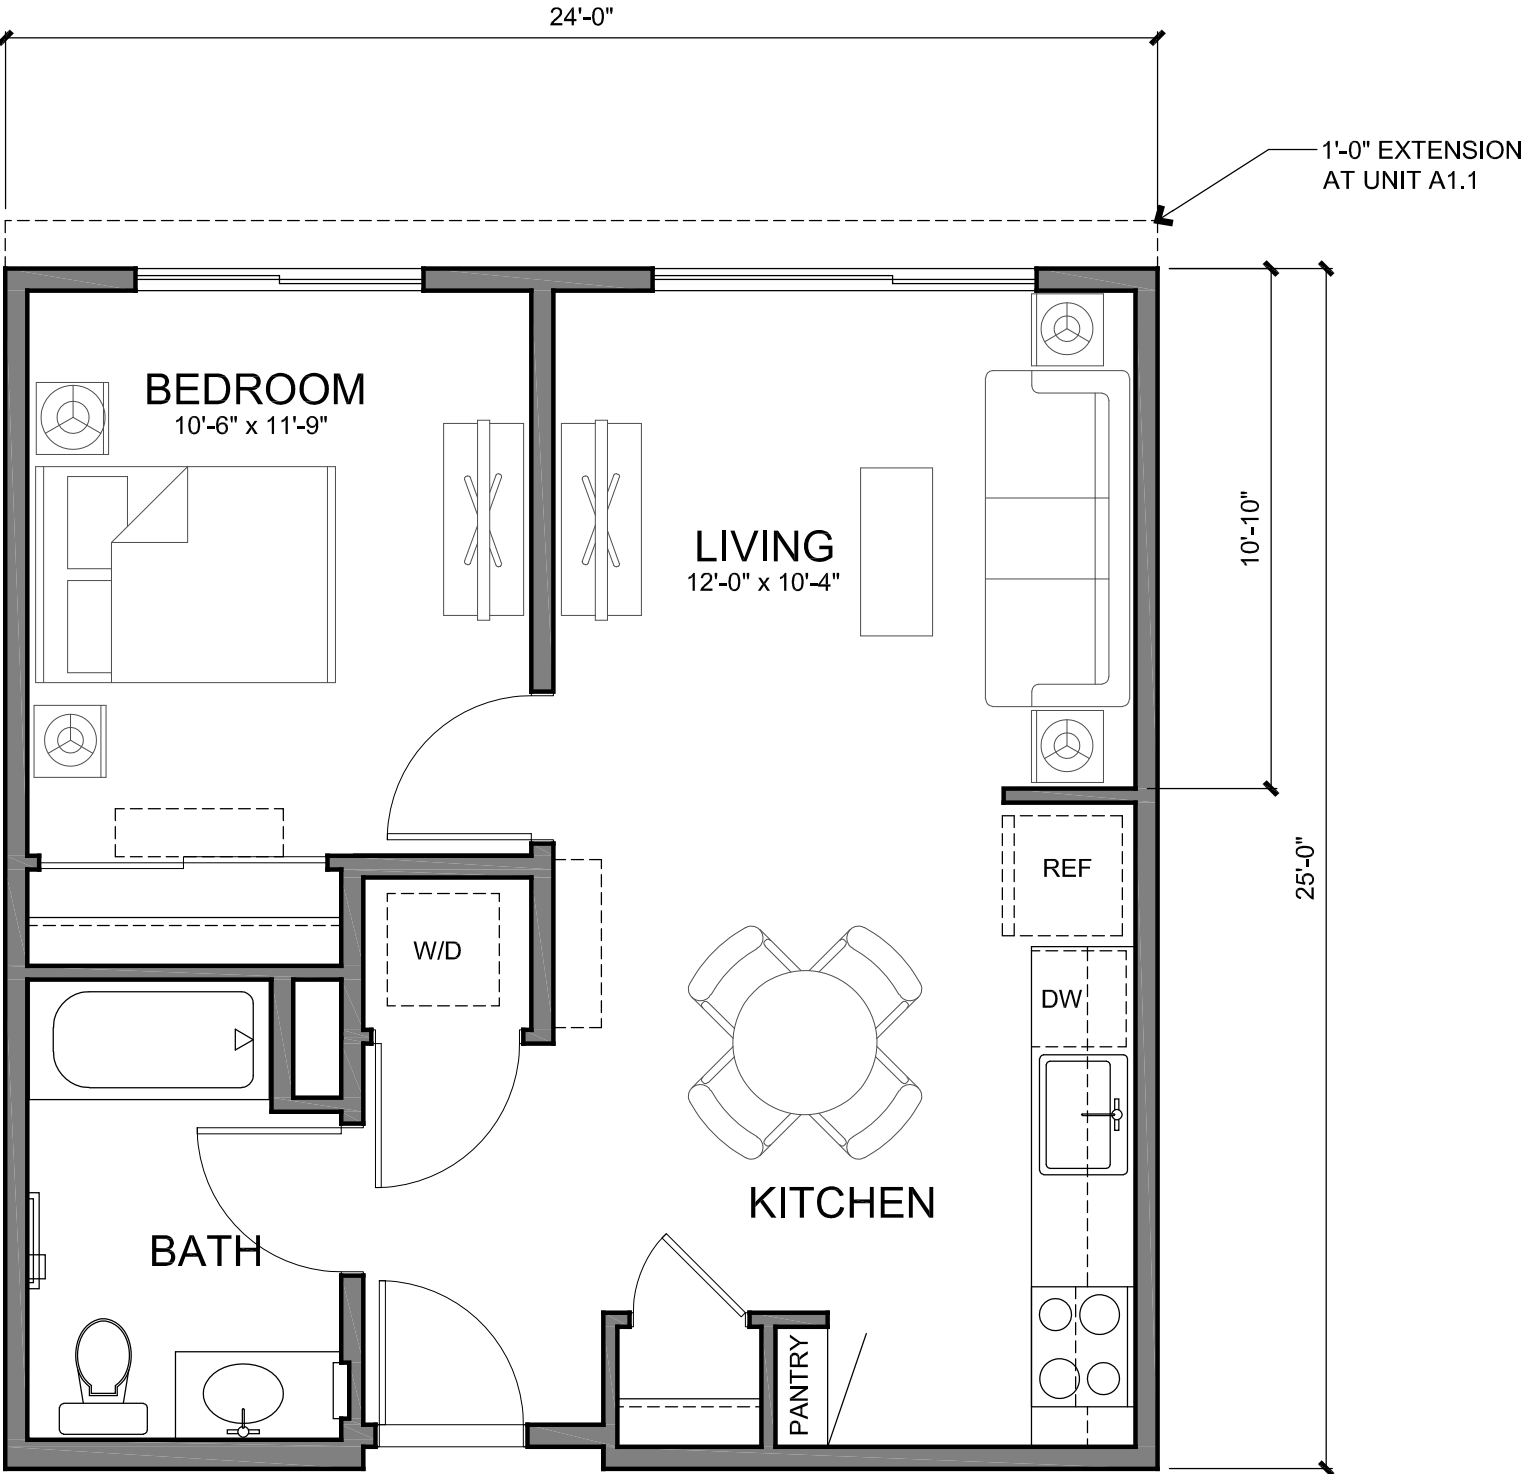 24'-0"
1'-0" EXTENSION
AT UNIT A1.1
BEDROOM
10'-6" x 11'-9"
LIVING
12'-0" x 10'-4"
10'-10"
25'-0"
REF
W/D
DW
KITCHEN
BATH
PANTRY